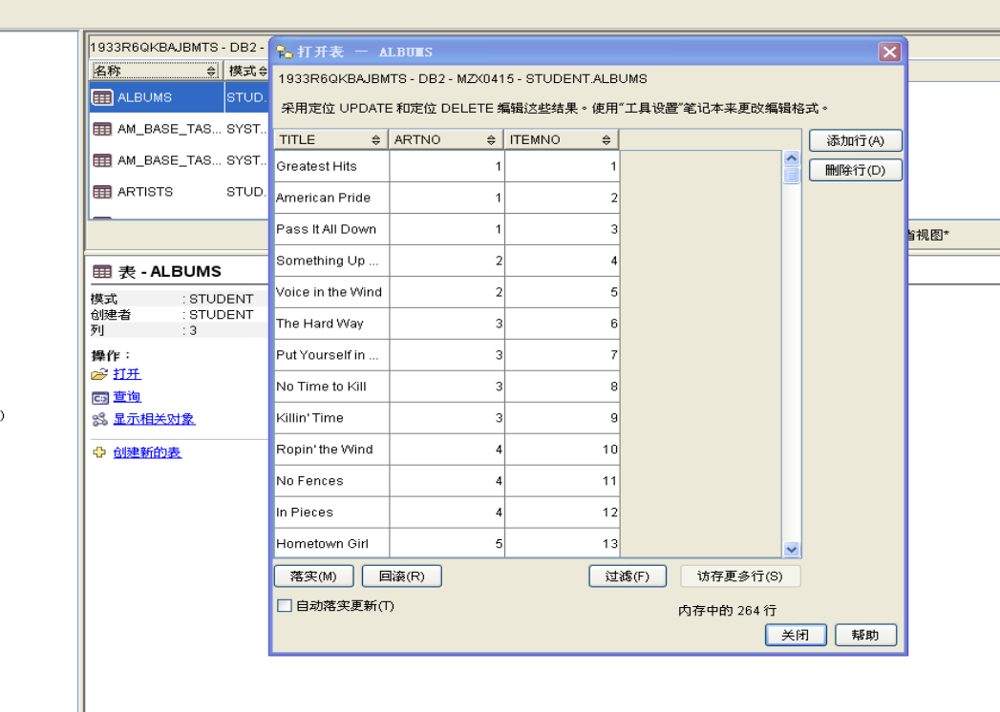 1933R6QKBAJBMTS - DB2 -
名称 模式
ALBUMS STUD.
AM_BASE_TAS... SYST..
AM_BASE_TAS... SYST..
ARTISTS STUD.
表 - ALBUMS
模式 : STUDENT
创建者 : STUDENT
列 : 3
操作：
打开
查询
显示相关对象
创建新的表
)
打开表 － ALBUMS
1933R6QKBAJBMTS - DB2 - MZX0415 - STUDENT.ALBUMS
采用定位 UPDATE 和定位 DELETE 编辑这些结果。使用“工具设置”笔记本来更改编辑格式。
TITLE ARTNO ITEMNO
Greatest Hits 1 1
American Pride 1 2
Pass It All Down 1 3
Something Up ... 2 4
Voice in the Wind 2 5
The Hard Way 3 6
Put Yourself in ... 3 7
No Time to Kill 3 8
Killin' Time 3 9
Ropin' the Wind 4 10
No Fences 4 11
In Pieces 4 12
Hometown Girl 5 13
添加行(A)
删除行(D)
落实(M) 回滚(R) 过滤(F) 访存更多行(S)
自动落实更新(T)
内存中的 264 行
关闭 帮助
视图*